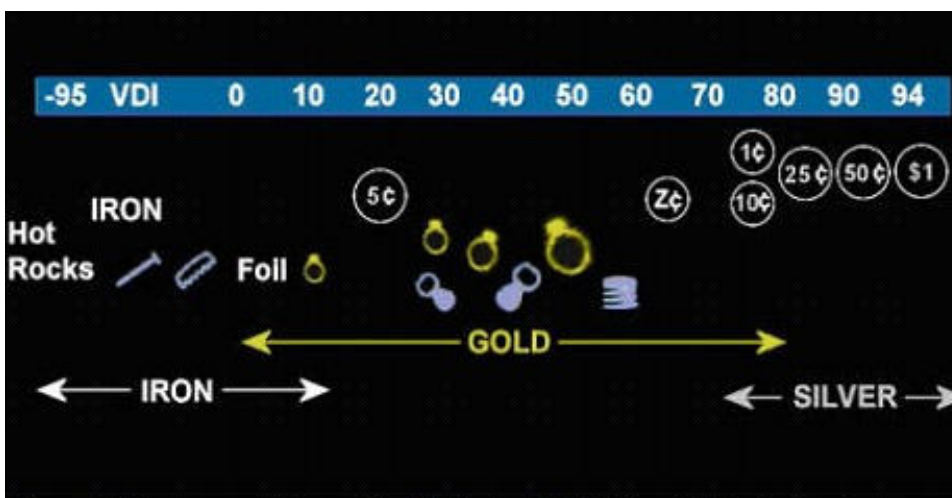 -95 VDI 0 10 20 30 40 50 60 70 80 90 94
1¢
5¢ Z¢ 10¢ 25¢ 50¢ $1
IRON
Hot
Rocks Foil
GOLD
IRON SILVER